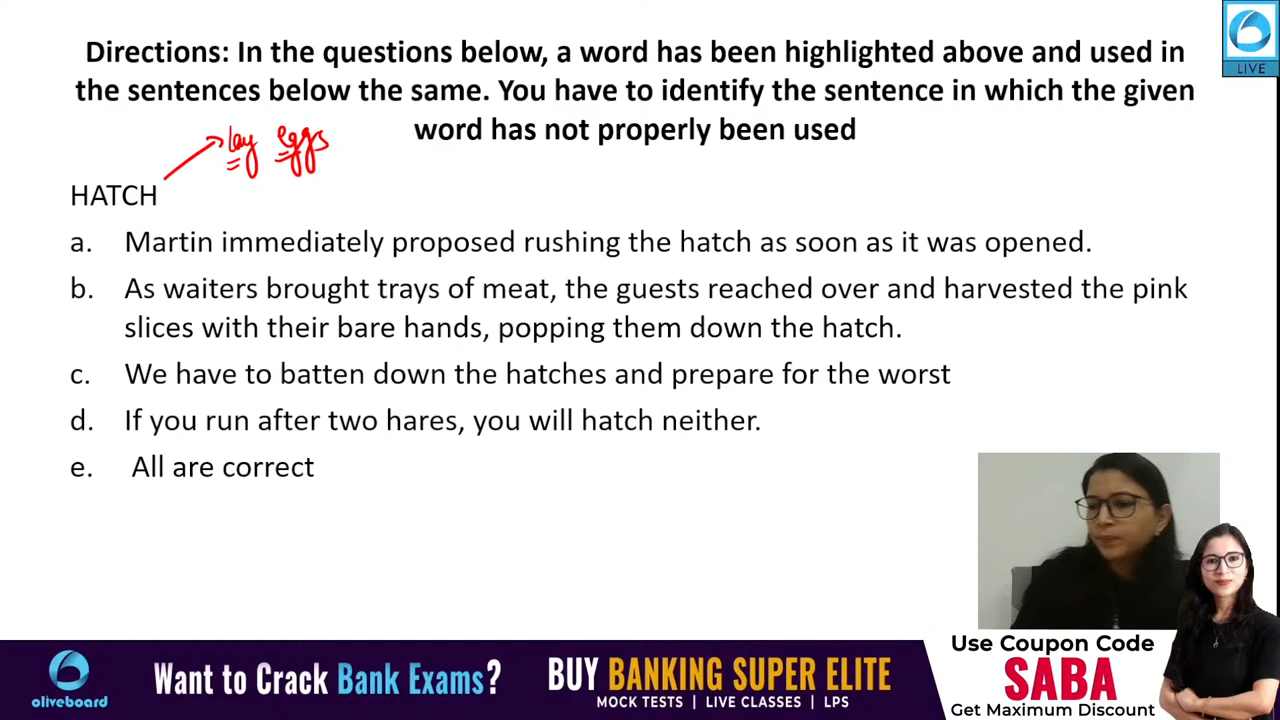 Directions: In the questions below, a word has been highlighted above and used in
the sentences below the same. You have to identify the sentence in which the given
word has not properly been used
lay eggs
HATCH
a. Martin immediately proposed rushing the hatch as soon as it was opened.
b. As waiters brought trays of meat, the guests reached over and harvested the pink
slices with their bare hands, popping them down the hatch.
c. We have to batten down the hatches and prepare for the worst
d. If you run after two hares, you will hatch neither.
e. All are correct
LIVE
oliveboard
Want to Crack Bank Exams?
BUY BANKING SUPER ELITE
MOCK TESTS | LIVE CLASSES | LPS
Use Coupon Code
SABA
Get Maximum Discount